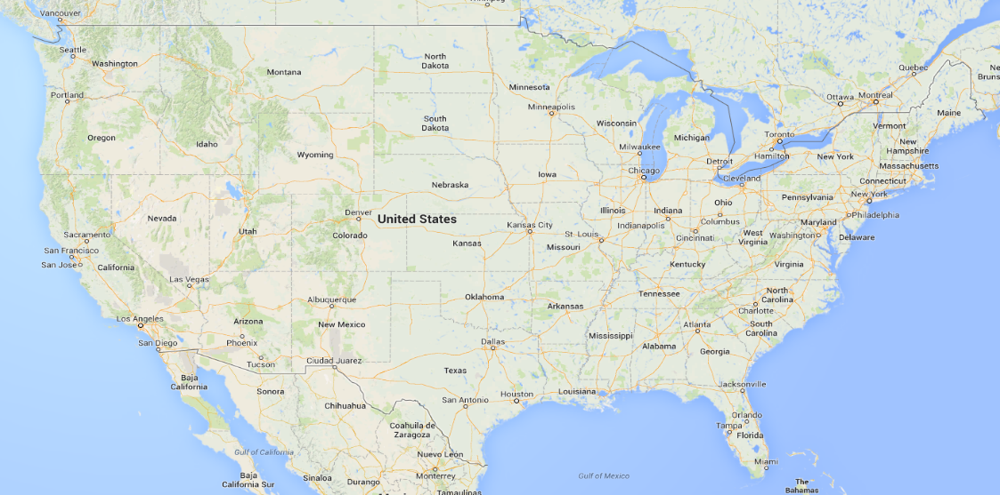 Vancouver
Winnipeg
Seattle
Washington
North
Dakota
Montana
Quebec
Ne
Bruns
Minnesota
Portland
Ottawa
Montreal
Minneapolis
Maine
South
Dakota
Wisconsin
Vermont
Oregon
Michigan
Toronto
Idaho
Milwaukee
New
Hampshire
Wyoming
Hamilton
New York
Detroit
Massachusetts
Chicago
Iowa
Cleveland
Connecticut
Nebraska
New York
Pennsylvania
Ohio
Illinois
Indiana
Denver
United States
Nevada
Philadelphia
Columbus
Maryland
Kansas City
Indianapolis
Utah
Colorado
St. Louis
West
Virginia
Washington
Sacramento
Cincinnati
Delaware
Kansas
Missouri
San Francisco
San Jose
California
Kentucky
Virginia
Las Vegas
North
Carolina
Tennessee
Oklahoma
Albuquerque
Arkansas
Charlotte
Los Angeles
Arizona
New Mexico
Atlanta
South
Carolina
Mississippi
San Diego
Phoenix
Dallas
Alabama
Georgia
Ciudad Juarez
Tucson
Texas
Baja
California
Jacksonville
Sonora
Houston
Louisiana
San Antonio
Chihuahua
Orlando
Coahuila de
Zaragoza
Tampa
Florida
Gulf of California
Nuevo León
Miami
Baja
California Sur
Sinaloa
Monterrey
Gulf of Mexico
Durango
The
Bahamas
Tamaulipas